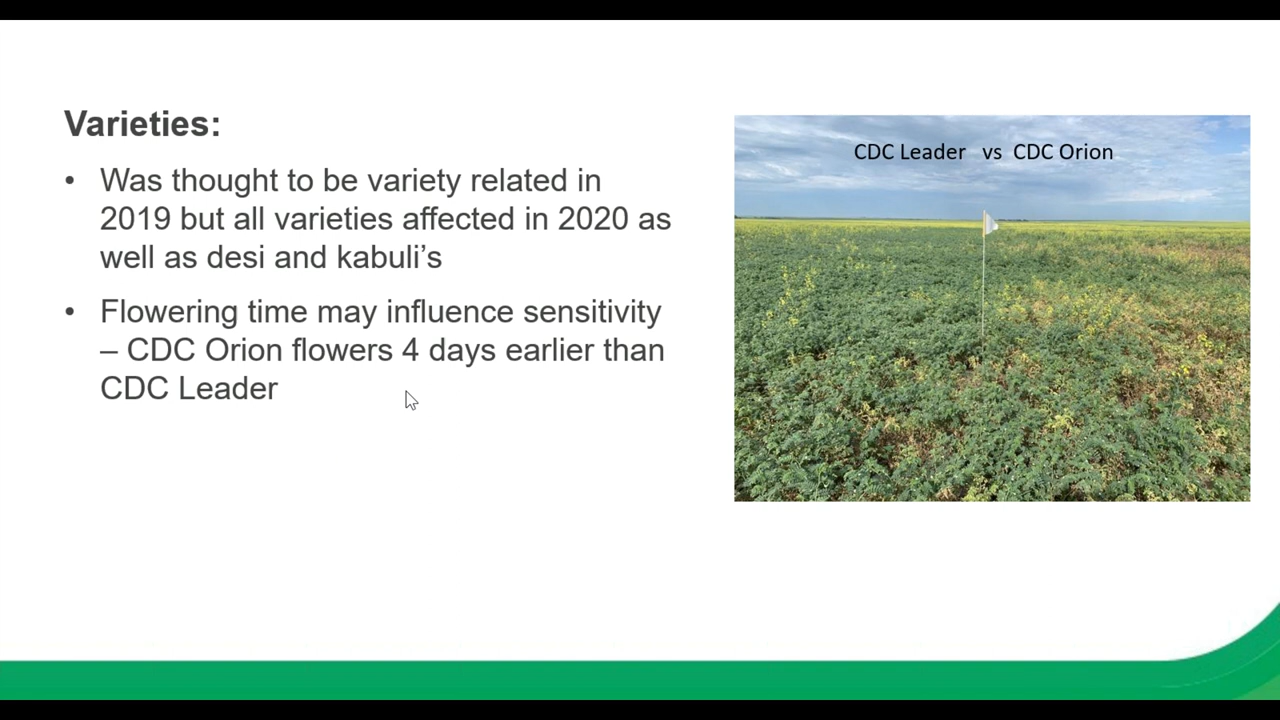 Varieties:
• Was thought to be variety related in
2019 but all varieties affected in 2020 as
well as desi and kabuli’s
• Flowering time may influence sensitivity
– CDC Orion flowers 4 days earlier than
CDC Leader
CDC Leader vs CDC Orion